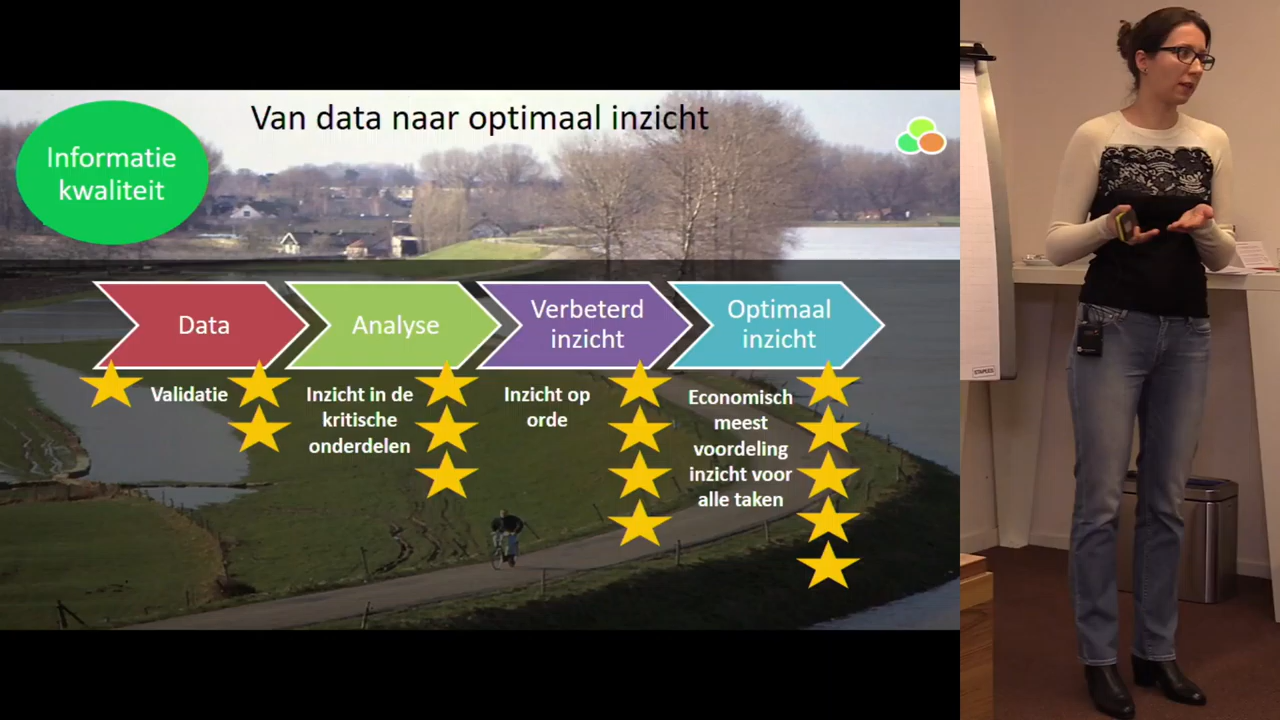 Van data naar optimaal inzicht
Informatie
kwaliteit
Data
Analyse
Verbeterd
inzicht
Optimaal
inzicht
Validatie
Inzicht in de
kritische
onderdelen
Inzicht op
orde
Economisch
meest
voordeling
inzicht voor
alle taken
STAPLES